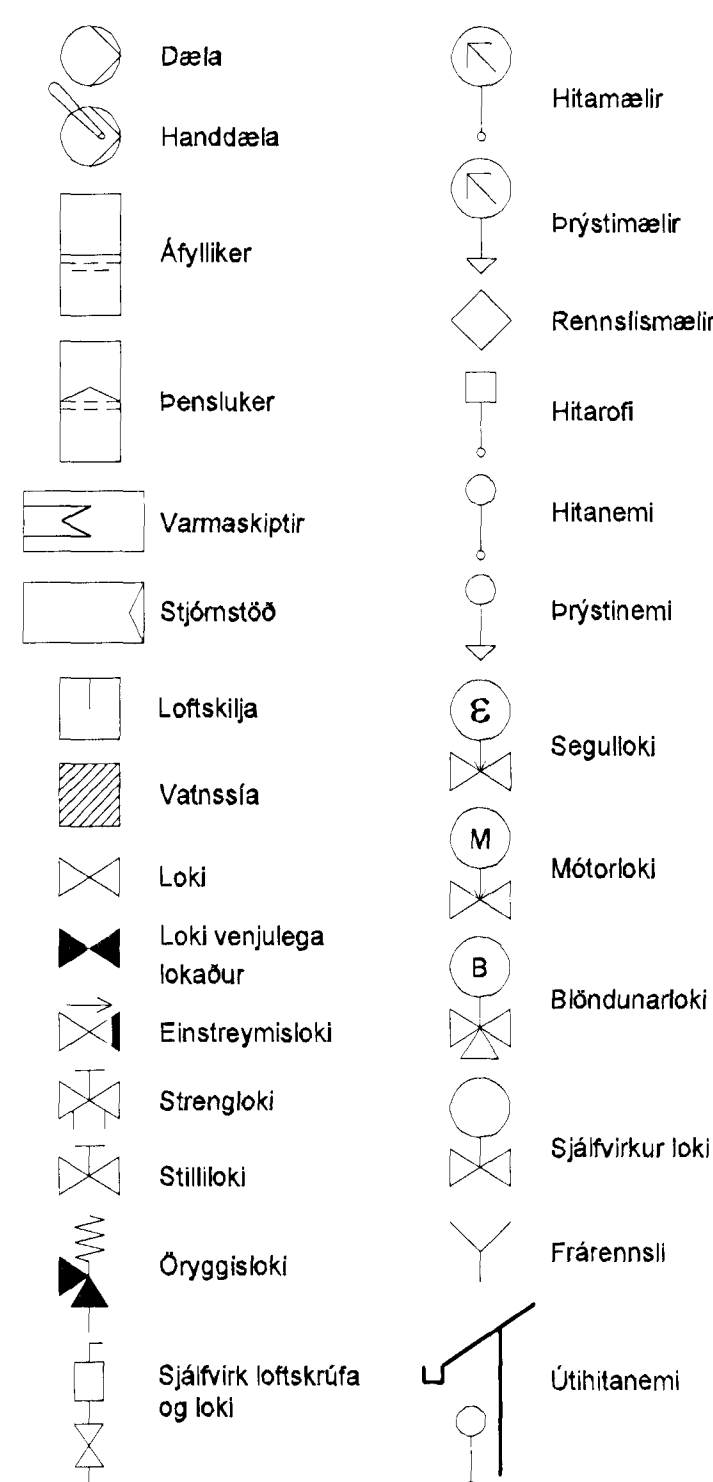 Dæla
Handdæla
Áfylliker
Þensluker
Varmaskiptir
Stjórnstöð
Loftskilja
Vatnssía
Loki
Loki venjulega
lokaður
Einstreymisloki
Strengloki
Stilliloki
Öryggisloki
Sjálfvirk loftskrúfa
og loki
Hitamælir
Þrýstimælir
Rennslismælir
Hitarofi
Hitanemi
Þrýstinemi
ε
Segulloki
M
Mótorloki
B
Blöndunarloki
Sjálfvirkur loki
Frárennsli
Útihitanemi